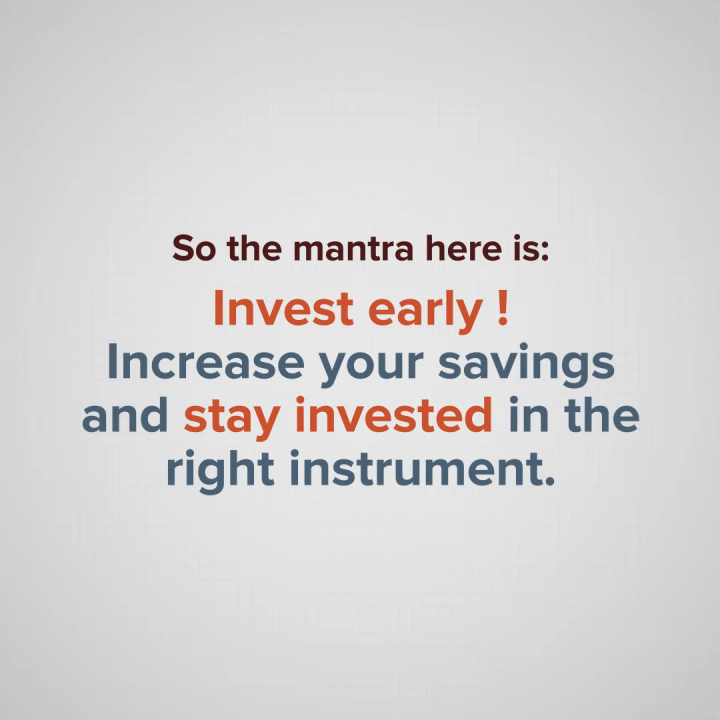 So the mantra here is:
Invest early !
Increase your savings
and stay invested in the
right instrument.